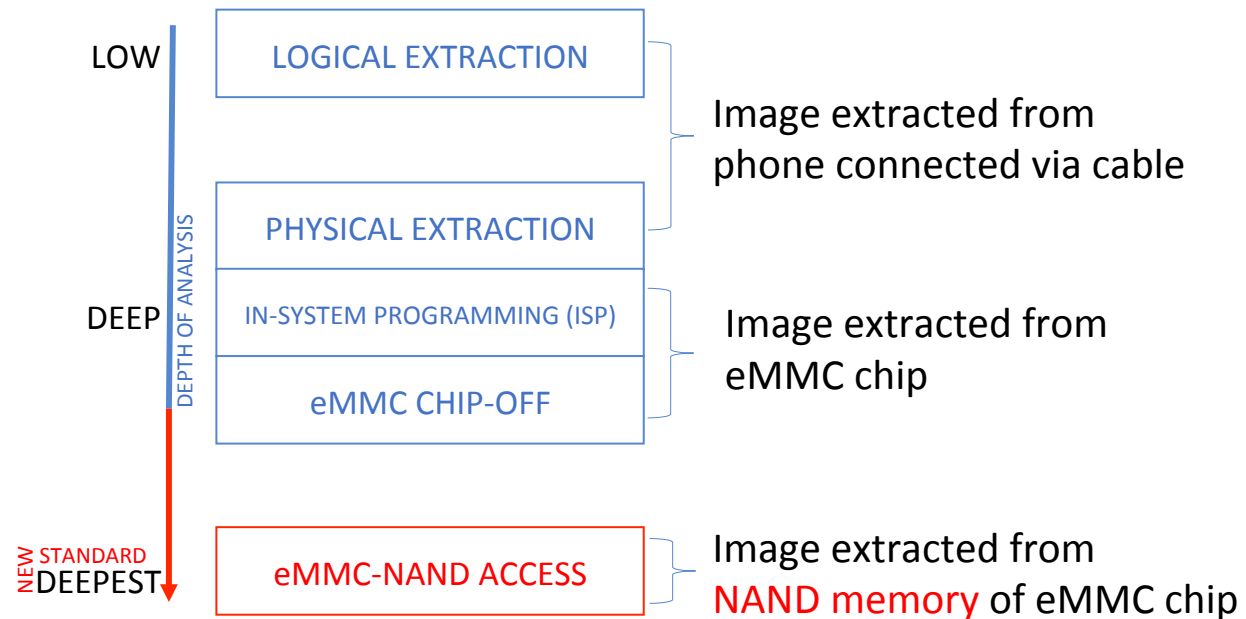 LOW
LOGICAL EXTRACTION
Image extracted from
phone connected via cable
PHYSICAL EXTRACTION
DEPTH OF ANALYSIS
DEEP
IN-SYSTEM PROGRAMMING (ISP)
Image extracted from
eMMC chip
eMMC CHIP-OFF
NEW STANDARD
DEEPEST
eMMC-NAND ACCESS
Image extracted from
NAND memory of eMMC chip